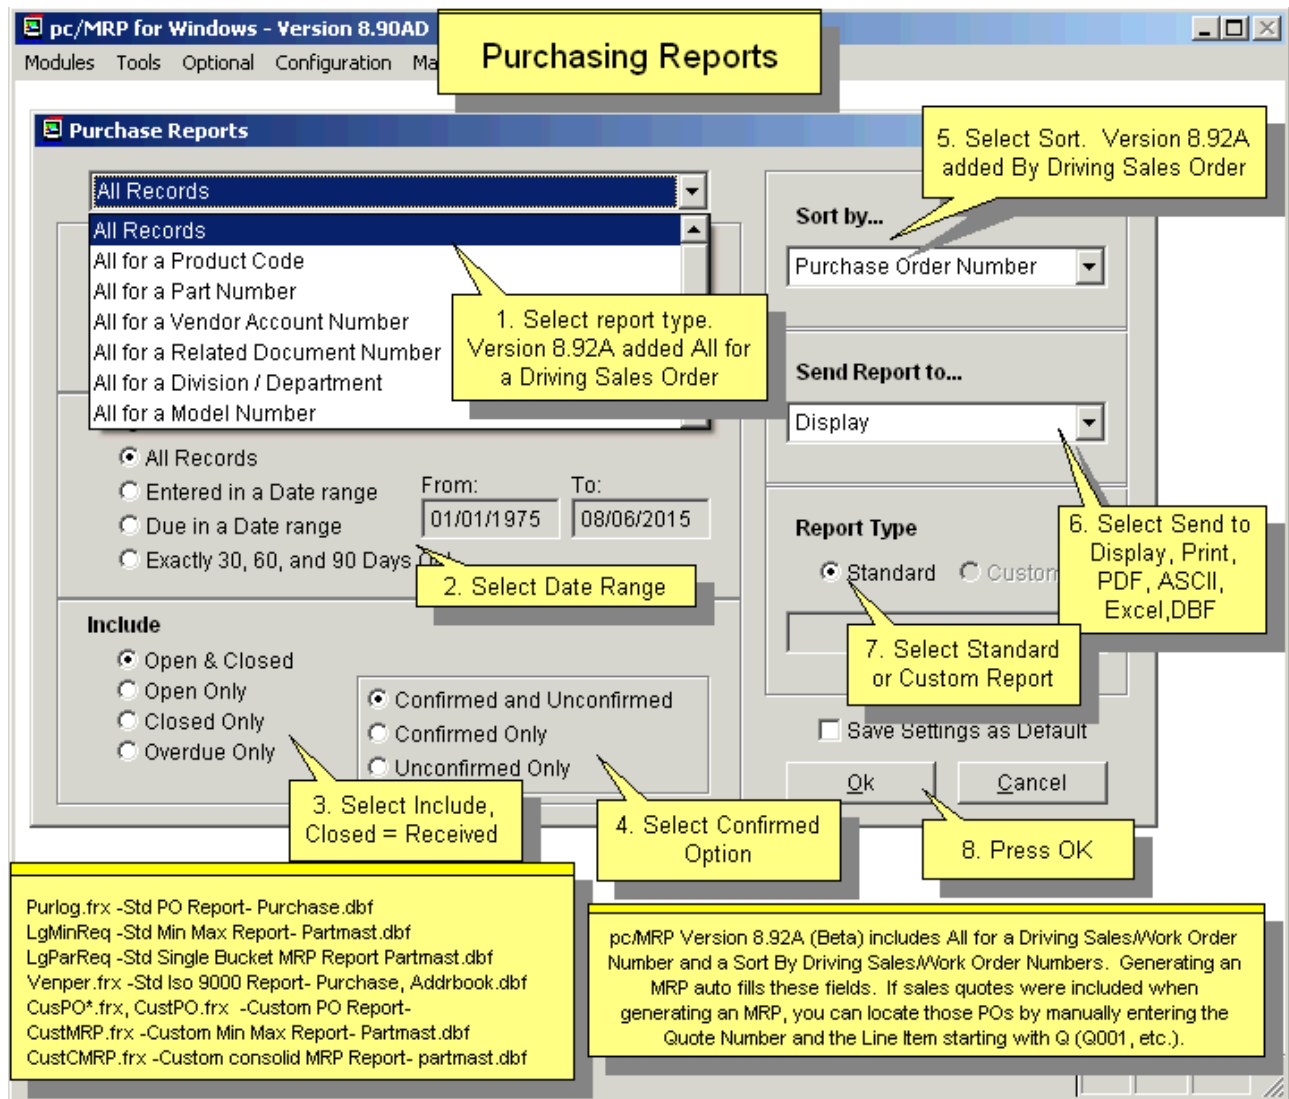 pc/MRP for Windows - Version 8.90AD
Purchasing Reports
Modules Tools Optional Configuration Ma
Purchase Reports
5. Select Sort. Version 8.92A
added By Driving Sales Order
All Records
All Records
All for a Product Code
All for a Part Number
All for a Vendor Account Number
All for a Related Document Number
All for a Division / Department
All for a Model Number
1. Select report type.
Version 8.92A added All for
a Driving Sales Order
Sort by...
Purchase Order Number
Send Report to...
Display
6. Select Send to
Display, Print,
PDF, ASCII,
Excel,DBF
All Records
Entered in a Date range
Due in a Date range
Exactly 30, 60, and 90 Days
From:
01/01/1975
To:
08/06/2015
2. Select Date Range
Report Type
Standard
Custom
7. Select Standard
or Custom Report
Include
Open & Closed
Open Only
Closed Only
Overdue Only
Confirmed and Unconfirmed
Confirmed Only
Unconfirmed Only
3. Select Include,
Closed = Received
4. Select Confirmed
Option
Save Settings as Default
Ok
Cancel
8. Press OK
Purlog.frx -Std PO Report- Purchase.dbf
LgMinReq -Std Min Max Report- Partmast.dbf
LgParReq -Std Single Bucket MRP Report Partmast.dbf
Venper.frx -Std Iso 9000 Report- Purchase, Addrbook.dbf
CusPO*.frx, CustPO.frx -Custom PO Report-
CustMRP.frx -Custom Min Max Report- Partmast.dbf
CustCMRP.frx -Custom consolid MRP Report- partmast.dbf
pc/MRP Version 8.92A (Beta) includes All for a Driving Sales/Work Order
Number and a Sort By Driving Sales/Work Order Numbers. Generating an
MRP auto fills these fields. If sales quotes were included when
generating an MRP, you can locate those POs by manually entering the
Quote Number and the Line Item starting with Q (Q001, etc.).